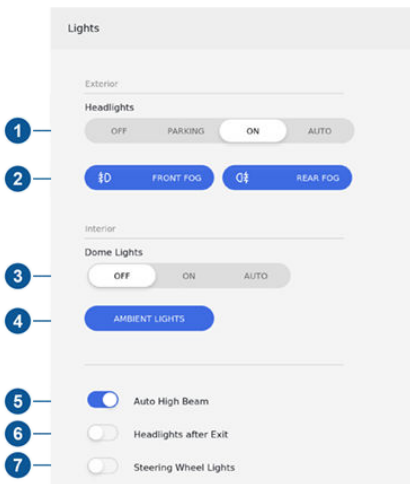 Lights
Exterior
Headlights
1 OFF PARKING ON AUTO
2 FRONT FOG REAR FOG
Interior
Dome Lights
3 OFF ON AUTO
4 AMBIENT LIGHTS
5 Auto High Beam
6 Headlights after Exit
7 Steering Wheel Lights